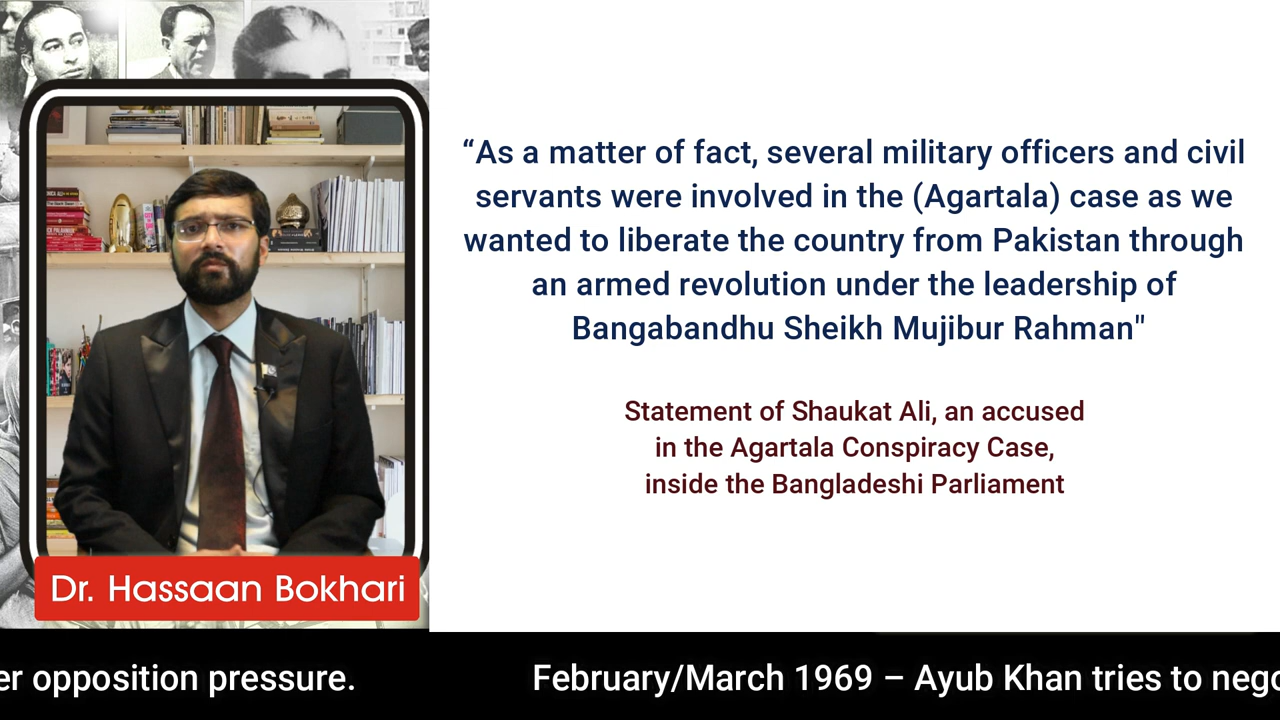 “As a matter of fact, several military officers and civil
servants were involved in the (Agartala) case as we
wanted to liberate the country from Pakistan through
an armed revolution under the leadership of
Bangabandhu Sheikh Mujibur Rahman"
Statement of Shaukat Ali, an accused
in the Agartala Conspiracy Case,
inside the Bangladeshi Parliament
Dr. Hassaan Bokhari
er opposition pressure. February/March 1969 – Ayub Khan tries to nego